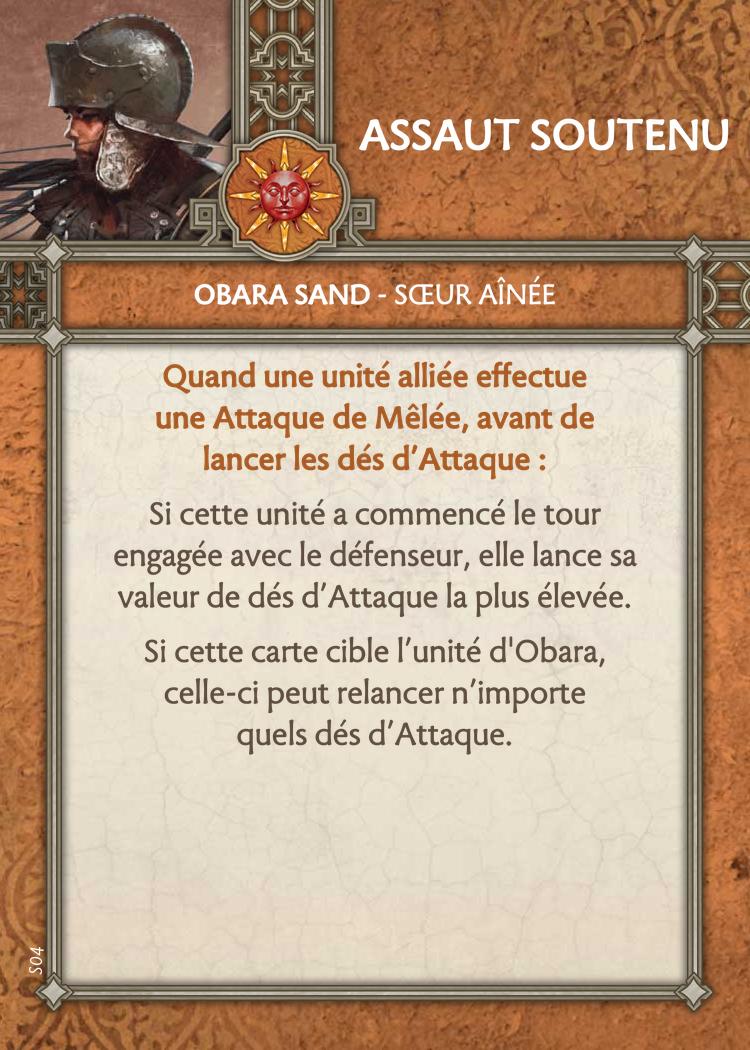 ASSAUT SOUTENU
OBARA SAND - SŒUR AÎNÉE
Quand une unité alliée effectue
une Attaque de Mêlée, avant de
lancer les dés d’Attaque :
Si cette unité a commencé le tour
engagée avec le défenseur, elle lance sa
valeur de dés d’Attaque la plus élevée.
Si cette carte cible l’unité d'Obara,
celle-ci peut relancer n’importe
quels dés d’Attaque.
S04